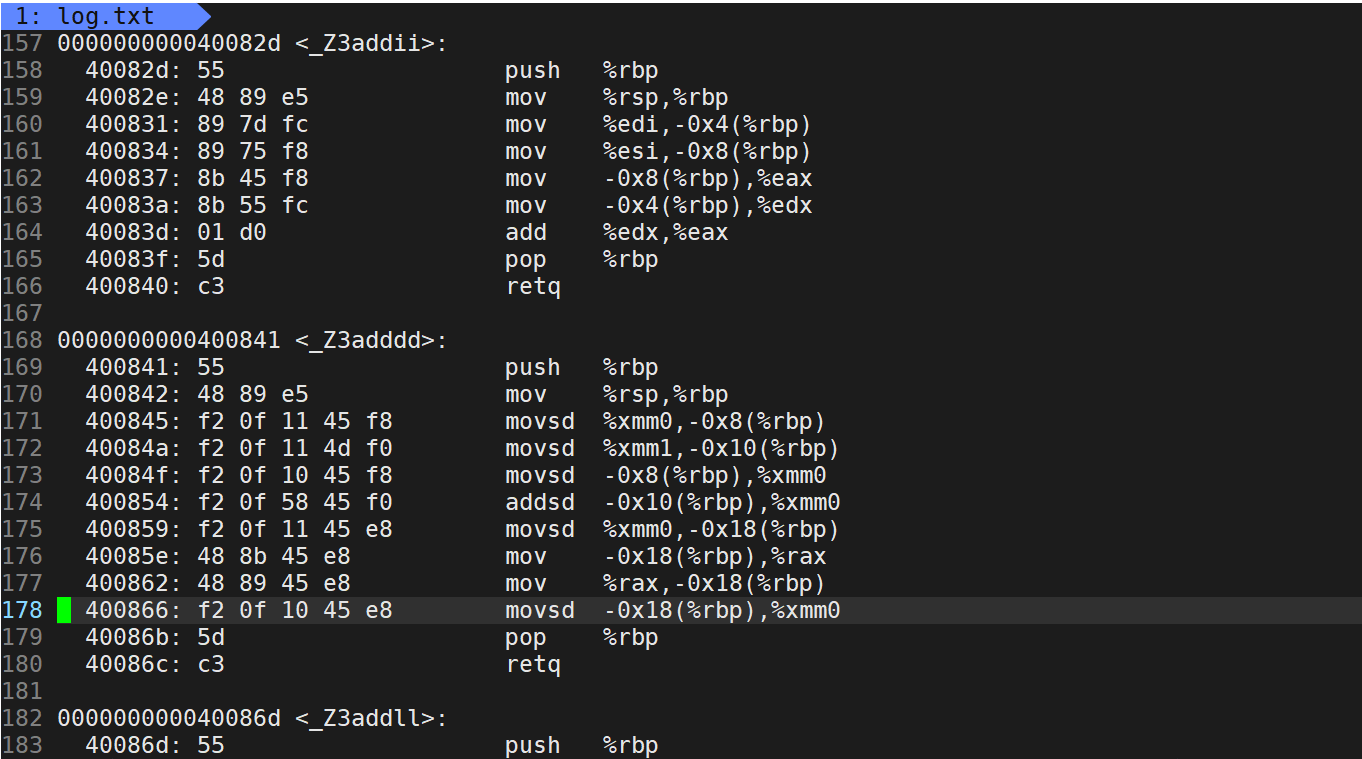 1: log.txt
157 000000000040082d <_Z3addii>:
158   40082d: 55                    push   %rbp
159   40082e: 48 89 e5              mov    %rsp,%rbp
160   400831: 89 7d fc              mov    %edi,-0x4(%rbp)
161   400834: 89 75 f8              mov    %esi,-0x8(%rbp)
162   400837: 8b 45 f8              mov    -0x8(%rbp),%eax
163   40083a: 8b 55 fc              mov    -0x4(%rbp),%edx
164   40083d: 01 d0                 add    %edx,%eax
165   40083f: 5d                    pop    %rbp
166   400840: c3                    retq
167
168 0000000000400841 <_Z3adddd>:
169   400841: 55                    push   %rbp
170   400842: 48 89 e5              mov    %rsp,%rbp
171   400845: f2 0f 11 45 f8        movsd  %xmm0,-0x8(%rbp)
172   40084a: f2 0f 11 4d f0        movsd  %xmm1,-0x10(%rbp)
173   40084f: f2 0f 10 45 f8        movsd  -0x8(%rbp),%xmm0
174   400854: f2 0f 58 45 f0        addsd  -0x10(%rbp),%xmm0
175   400859: f2 0f 11 45 e8        movsd  %xmm0,-0x18(%rbp)
176   40085e: 48 8b 45 e8           mov    -0x18(%rbp),%rax
177   400862: 48 89 45 e8           mov    %rax,-0x18(%rbp)
178   400866: f2 0f 10 45 e8        movsd  -0x18(%rbp),%xmm0
179   40086b: 5d                    pop    %rbp
180   40086c: c3                    retq
181
182 000000000040086d <_Z3addll>:
183   40086d: 55                    push   %rbp